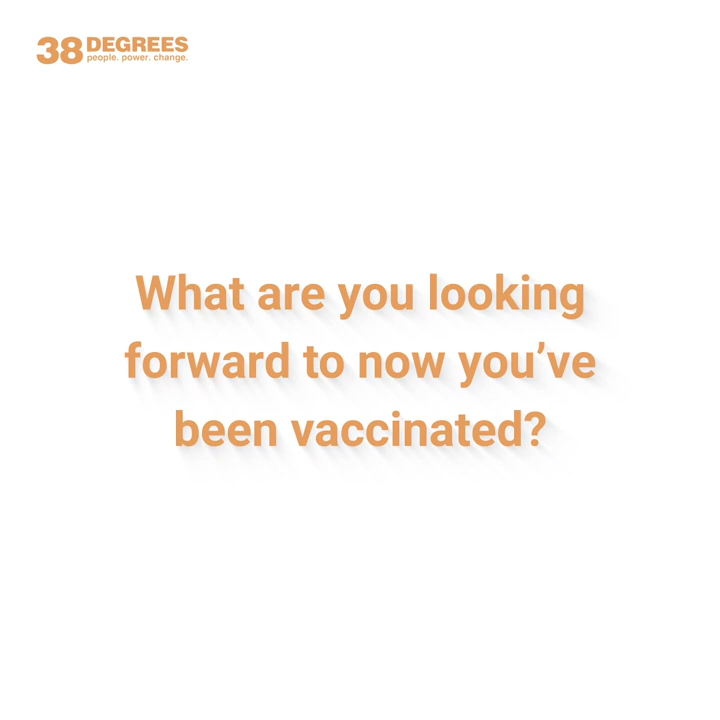 38 DEGREES
people. power. change.
What are you looking
forward to now you’ve
been vaccinated?